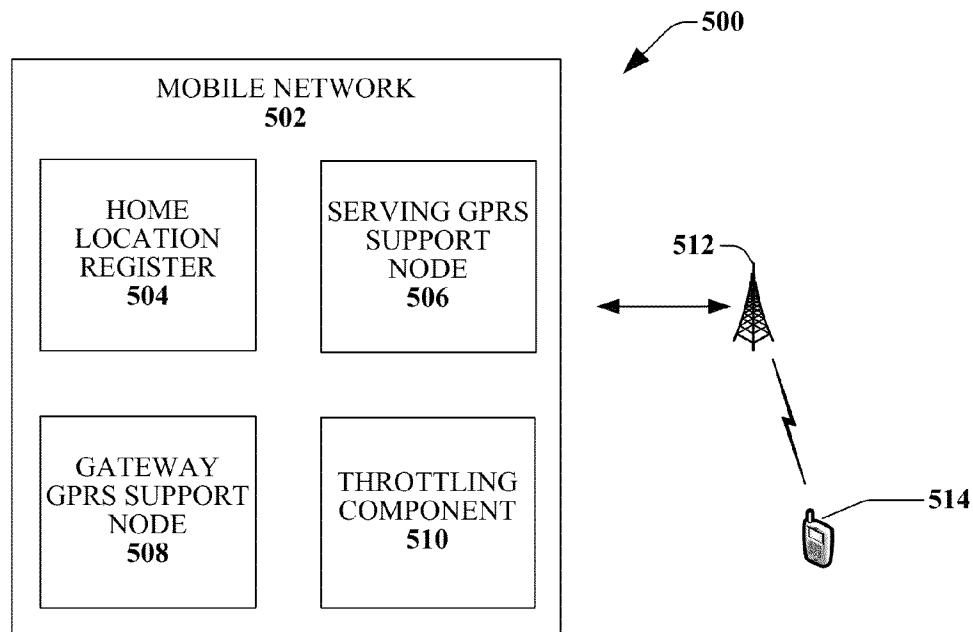 500
MOBILE NETWORK
502
HOME
LOCATION
REGISTER
504
SERVING GPRS
SUPPORT
NODE
506
512
GATEWAY
GPRS SUPPORT
NODE
508
THROTTLING
COMPONENT
510
514